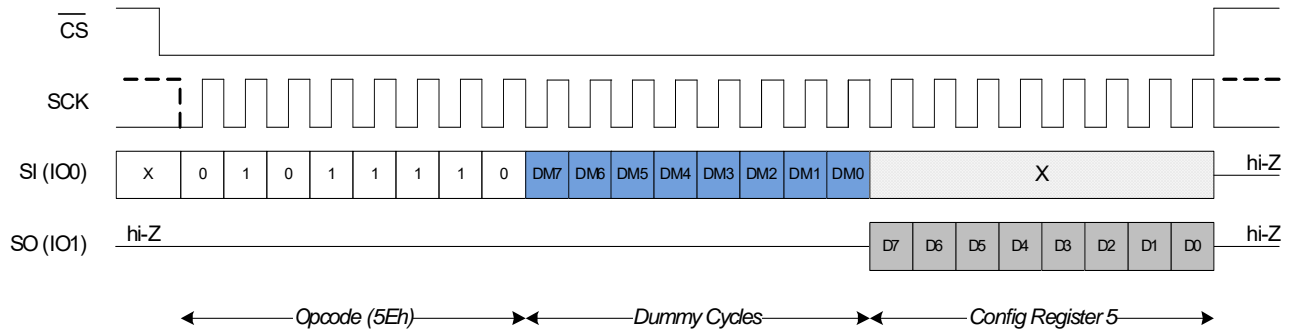 CS
SCK
SI (IO0) X 0 1 0 1 1 1 1 0 DM7 DM6 DM5 DM4 DM3 DM2 DM1 DM0 X hi-Z
SO (IO1) hi-Z D7 D6 D5 D4 D3 D2 D1 D0 hi-Z
Opcode (5Eh) Dummy Cycles Config Register 5